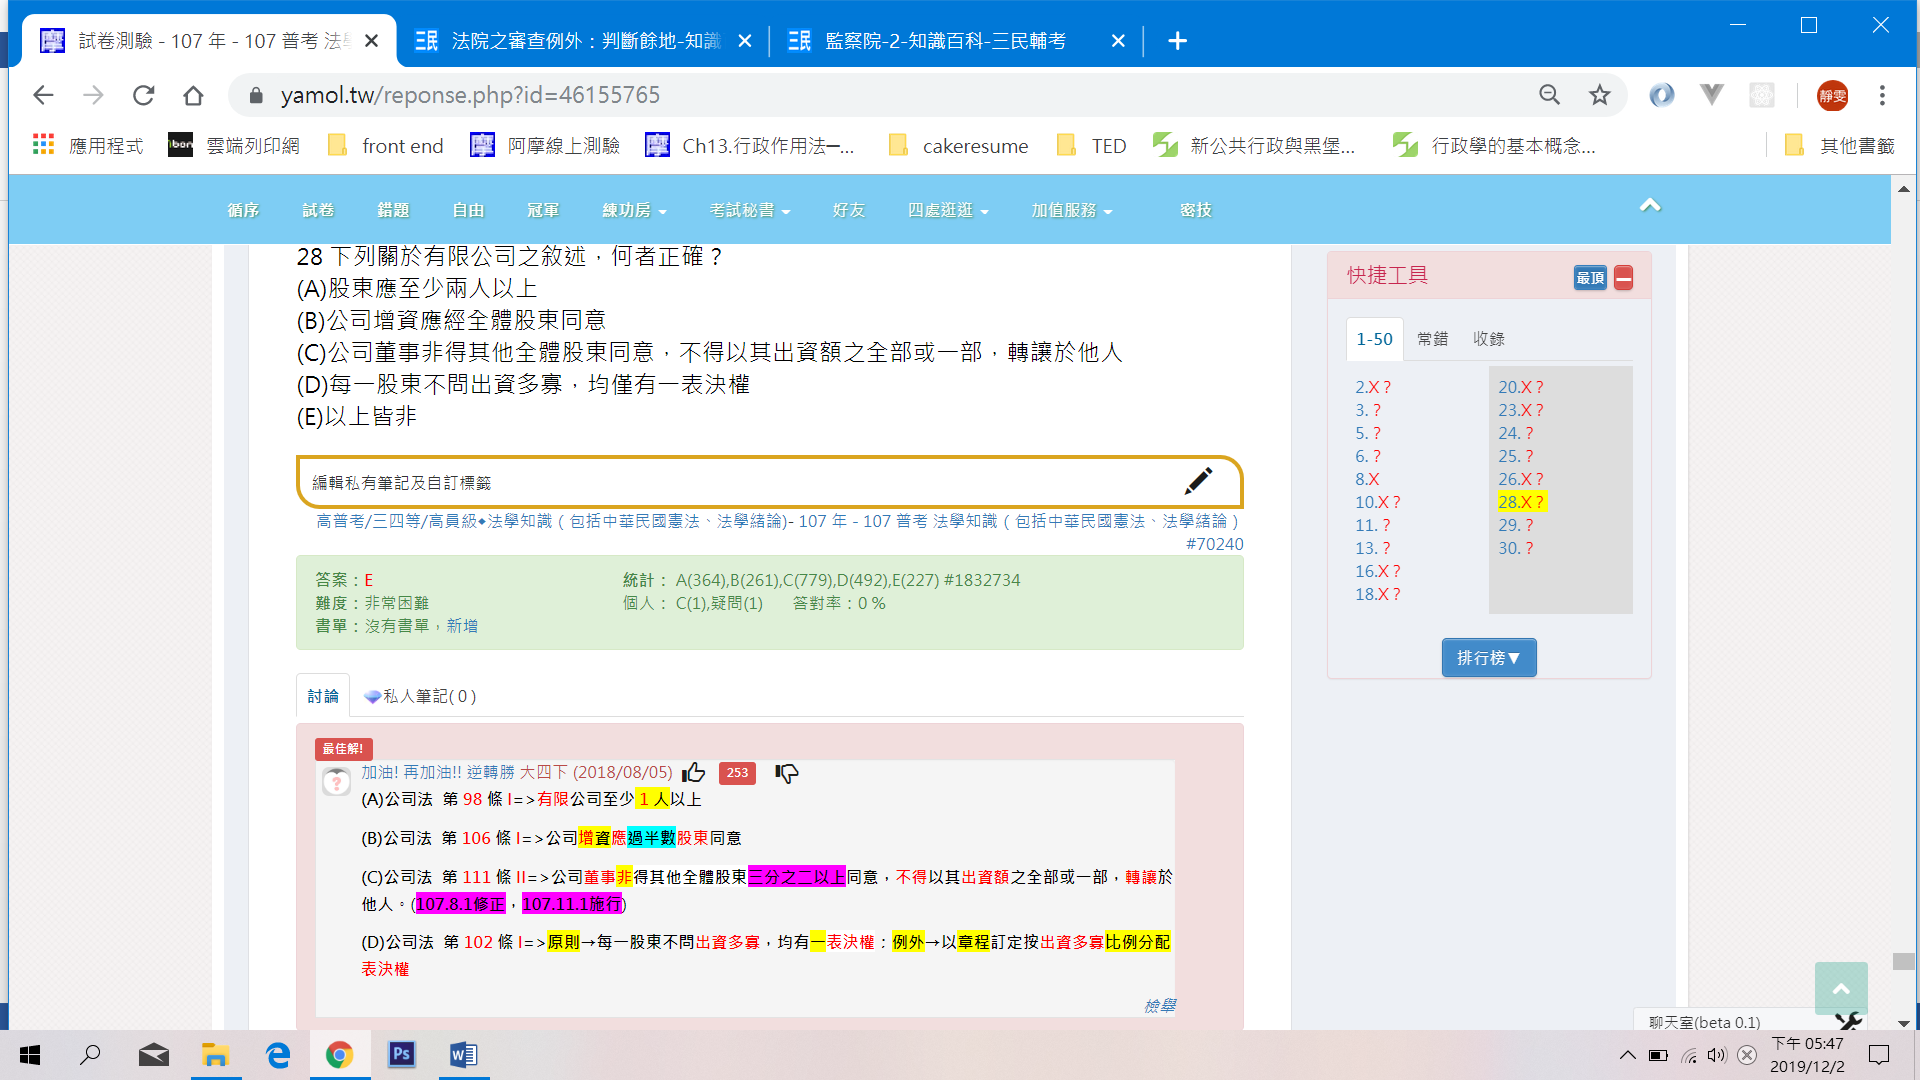 試卷測驗 - 107 年 - 107 普考 法學
法院之審查例外：判斷餘地-知識
監察院-2-知識百科-三民輔考
yamol.tw/reponse.php?id=46155765
靜雯
應用程式
雲端列印網
front end
阿摩線上測驗
Ch13.行政作用法─...
cakeresume
TED
新公共行政與黑堡...
行政學的基本概念...
其他書籤
循序 試卷 錯題 自由 冠軍 練功房 考試秘書 好友 四處逛逛 加值服務 密技
28 下列關於有限公司之敘述，何者正確？
(A)股東應至少兩人以上
(B)公司增資應經全體股東同意
(C)公司董事非得其他全體股東同意，不得以其出資額之全部或一部，轉讓於他人
(D)每一股東不問出資多寡，均僅有一表決權
(E)以上皆非
編輯私有筆記及自訂標籤
高普考/三四等/高員級◆法學知識（包括中華民國憲法、法學緒論)- 107 年 - 107 普考 法學知識（包括中華民國憲法、法學緒論）
#70240
答案：E
統計： A(364),B(261),C(779),D(492),E(227) #1832734
難度：非常困難
個人： C(1),疑問(1) 答對率：0 %
書單：沒有書單，新增
討論
私人筆記( 0 )
最佳解!
加油! 再加油!! 逆轉勝 大四下 (2018/08/05) 253
(A)公司法 第 98 條 I=>有限公司至少 1 人以上
(B)公司法 第 106 條 I=>公司增資應過半數股東同意
(C)公司法 第 111 條 II=>公司董事非得其他全體股東三分之二以上同意，不得以其出資額之全部或一部，轉讓於
他人。(107.8.1修正，107.11.1施行)
(D)公司法 第 102 條 I=>原則→每一股東不問出資多寡，均有一表決權；例外→以章程訂定按出資多寡比例分配
表決權
檢舉
快捷工具
最頂
1-50 常錯 收錄
2.X ?
3. ?
5. ?
6. ?
8.X
10.X ?
11. ?
13. ?
16.X ?
18.X ?
20.X ?
23.X ?
24. ?
25. ?
26.X ?
28.X ?
29. ?
30. ?
排行榜▼
聊天室(beta 0.1)
下午 05:47
2019/12/2